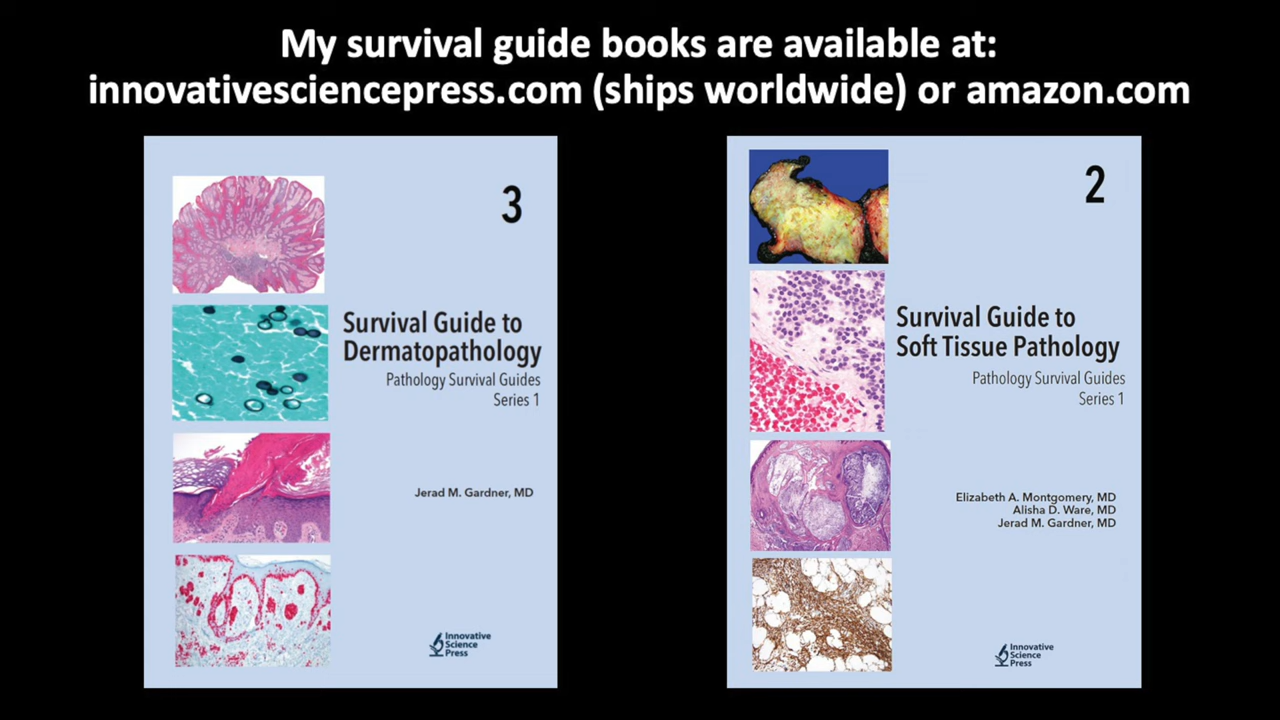 My survival guide books are available at:
innovativesciencepress.com (ships worldwide) or amazon.com
3
Survival Guide to
Dermatopathology
Pathology Survival Guides
Series 1
Jerad M. Gardner, MD
Innovative
Science
Press
2
Survival Guide to
Soft Tissue Pathology
Pathology Survival Guides
Series 1
Elizabeth A. Montgomery, MD
Alisha D. Ware, MD
Jerad M. Gardner, MD
Innovative
Science
Press